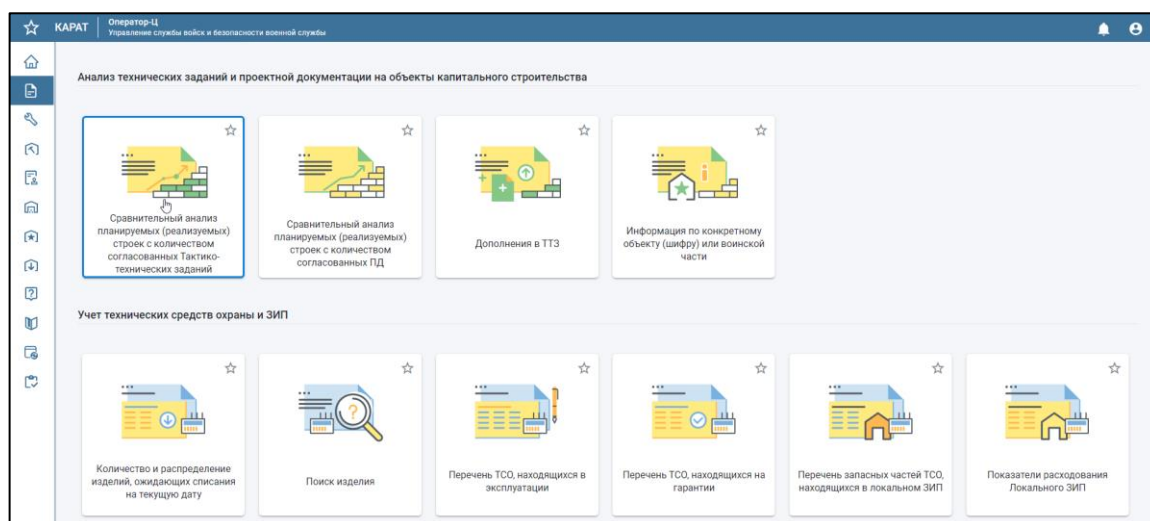 КАРАТ
Оператор-Ц
Управление службы войск и безопасности военной службы
Анализ технических заданий и проектной документации на объекты капитального строительства
Сравнительный анализ
планируемых (реализуемых)
строек с количеством
согласованных Тактико-
технических заданий
Сравнительный анализ
планируемых (реализуемых)
строек с количеством
согласованных ПД
Дополнения в ТТЗ
Информация по конкретному
объекту (шифру) или воинской
части
Учет технических средств охраны и ЗИП
Количество и распределение
изделий, ожидающих списания
на текущую дату
Поиск изделия
Перечень ТСО, находящихся в
эксплуатации
Перечень ТСО, находящихся на
гарантии
Перечень запасных частей ТСО,
находящихся в локальном ЗИП
Показатели расходования
Локального ЗИП